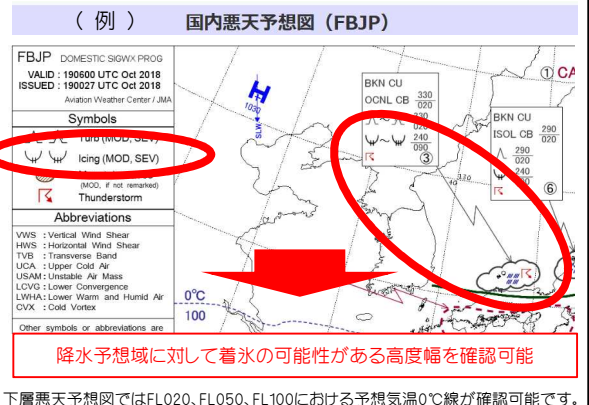 （ 例 ） 国内悪天予想図（FBJP）
FBJP DOMESTIC SIGWX PROG
VALID : 190600 UTC Oct 2018
ISSUED : 190027 UTC Oct 2018
Aviation Weather Center / JMA
Symbols
Turb (MOD, SEV)
Icing (MOD, SEV)
(MOD, if not remarked)
Thunderstorm
Abbreviations
VWS : Vertical Wind Shear
HWS : Horizontal Wind Shear
TVB : Transverse Band
UCA : Upper Cold Air
USAM: Unstable Air Mass
LCVG: Lower Convergence
LWHA: Lower Warm and Humid Air
CVX : Cold Vortex
Other symbols or abbreviations are
H
1030
SLW
BKN CU
OCNL CB 330
020
020
240
090
③
① CA
BKN CU
ISOL CB 290
020
290
020
240
⑥
0℃
100
降水予想域に対して着氷の可能性がある高度幅を確認可能
下層悪天予想図ではFL020、FL050、FL100における予想気温0℃線が確認可能です。